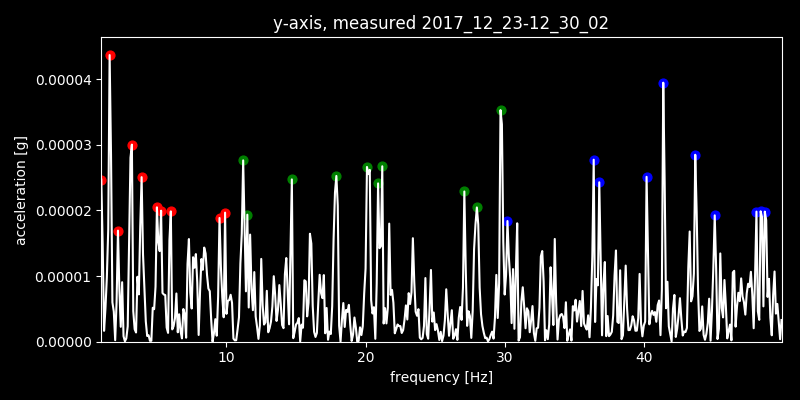 y-axis, measured 2017_12_23-12_30_02
0.00004
0.00003
0.00002
0.00001
0.00000
acceleration [g]
10 20 30 40
frequency [Hz]